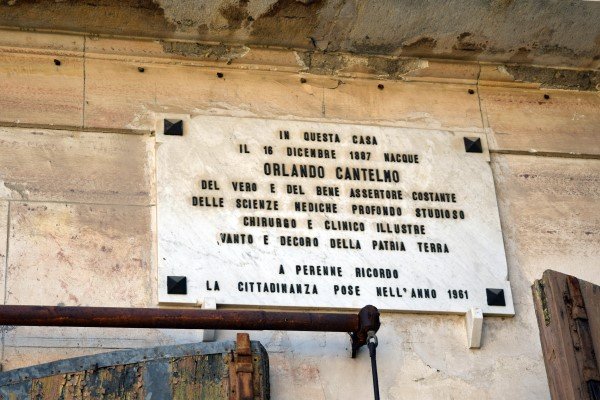 IN QUESTA CASA
IL 16 DICEMBRE 1887 NACQUE
ORLANDO CANTELMO
DEL VERO E DEL BENE ASSERTORE COSTANTE
DELLE SCIENZE MEDICHE PROFONDO STUDIOSO
CHIRURGO E CLINICO ILLUSTRE
VANTO E DECORO DELLA PATRIA TERRA
A PERENNE RICORDO
LA CITTADINANZA POSE NELL'ANNO 1961